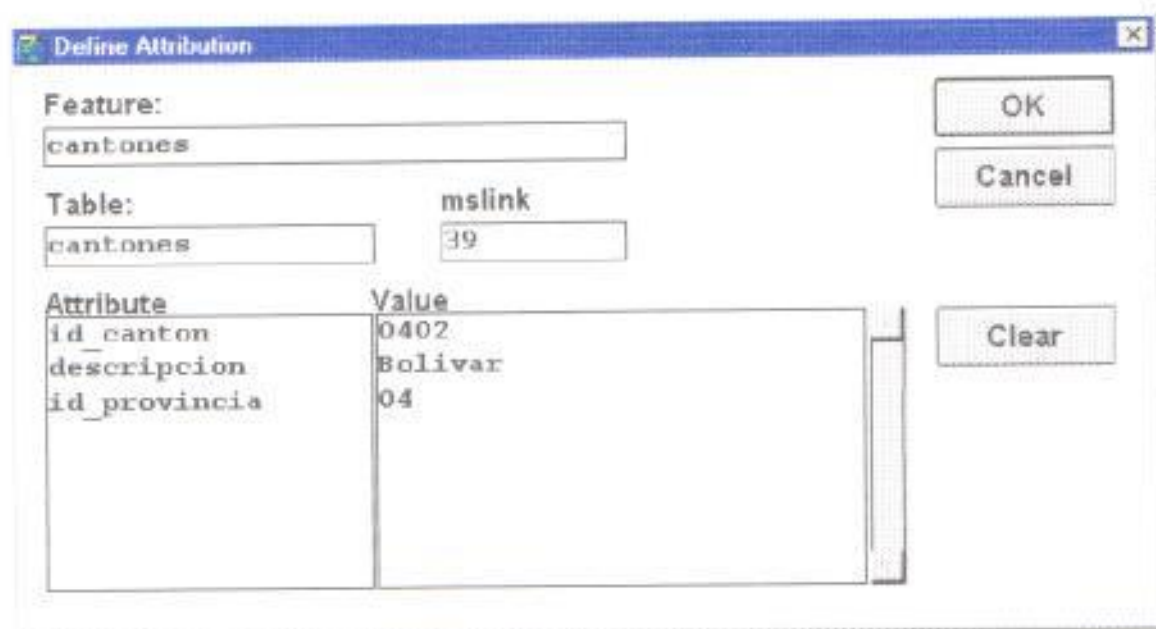 Define Attribution
Feature:
OK
cantones
Cancel
Table: mslink
cantones 39
Attribute Value
id_canton 0402
Clear
descripcion Bolivar
id_provincia 04